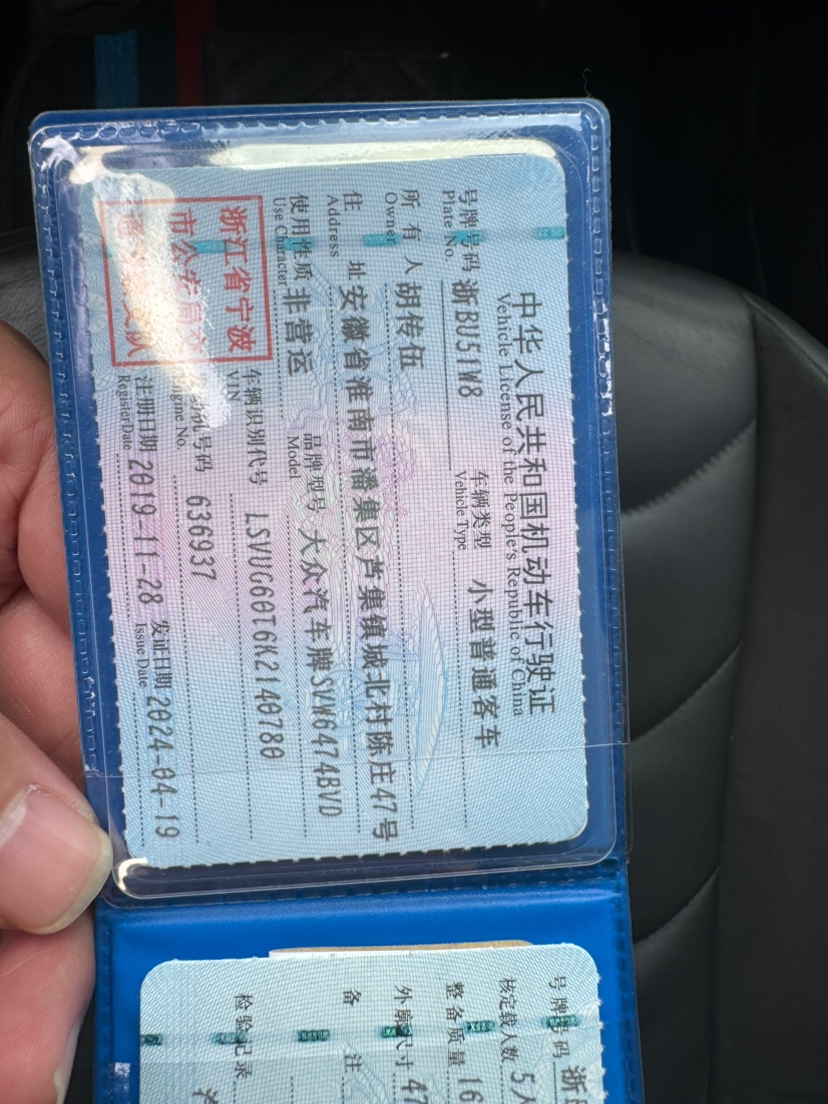 中华人民共和国机动车行驶证
Vehicle License of the People's Republic of China
号牌号码 浙BU51W8 车辆类型 小型普通客车
Plate No. Vehicle Type
所有人 胡传伍
Owner
住址 安徽省淮南市潘集区芦集镇城北村陈庄47号
Address
使用性质 非营运 品牌型号 大众汽车牌SVW6474BVD
Use Character Model
浙江省宁波
市公安局交
车辆识别代号 LSVUG60T6K2140780
VIN
号码 636937
Engine No.
注册日期 2019-11-28 发证日期 2024-04-19
Register Date Issue Date
号牌号码 浙
核定载人数 5人
整备质量 16
外廓尺寸 47
备注
检验记录